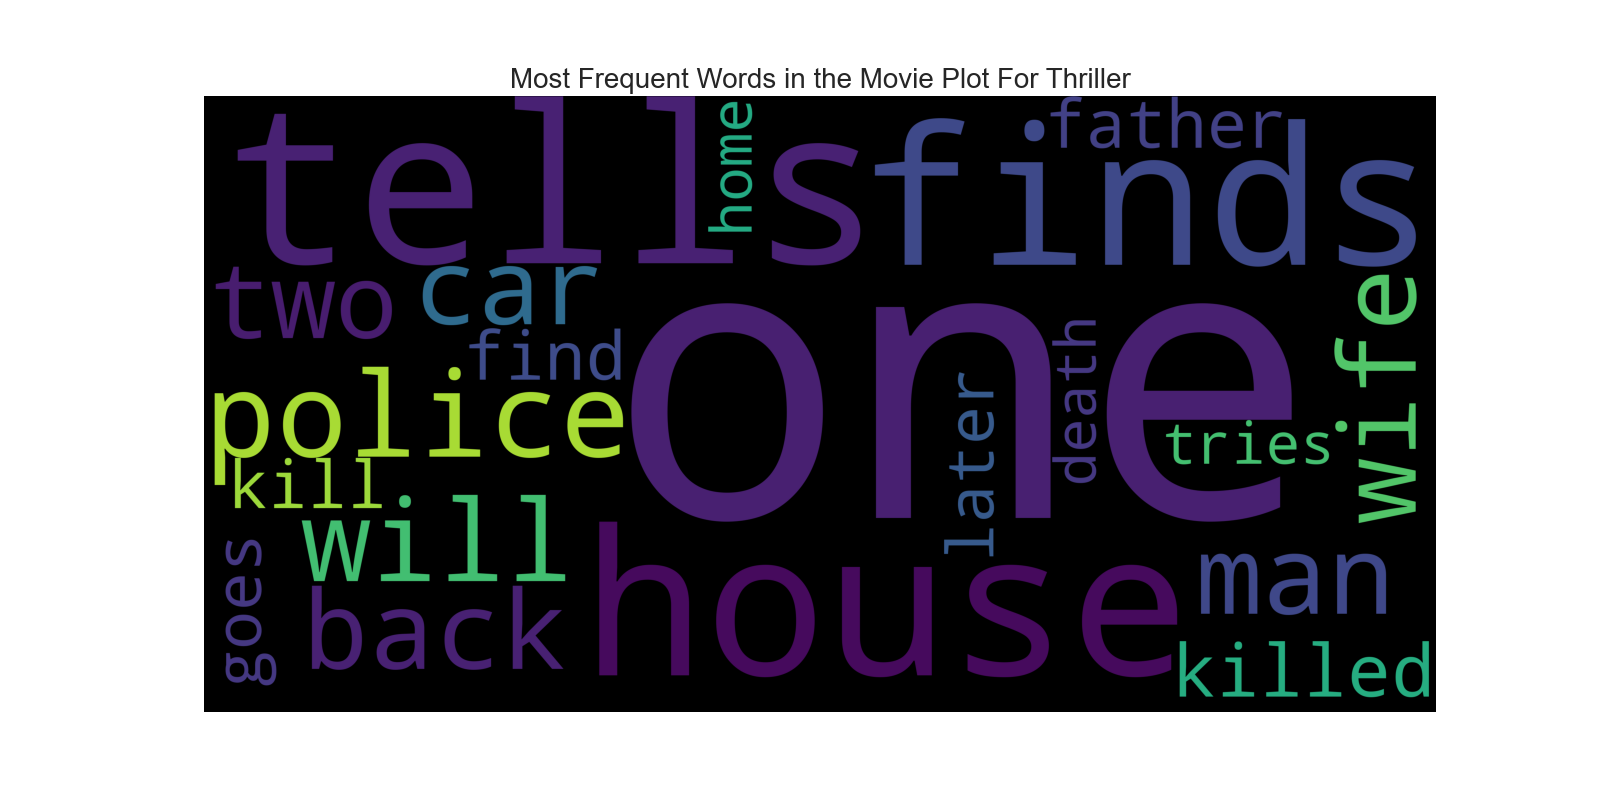 Most Frequent Words in the Movie Plot For Thriller
tells
home
finds
father
two
car
find
one
wife
police
death
later
tries
kill
will
house
man
goes
back
killed